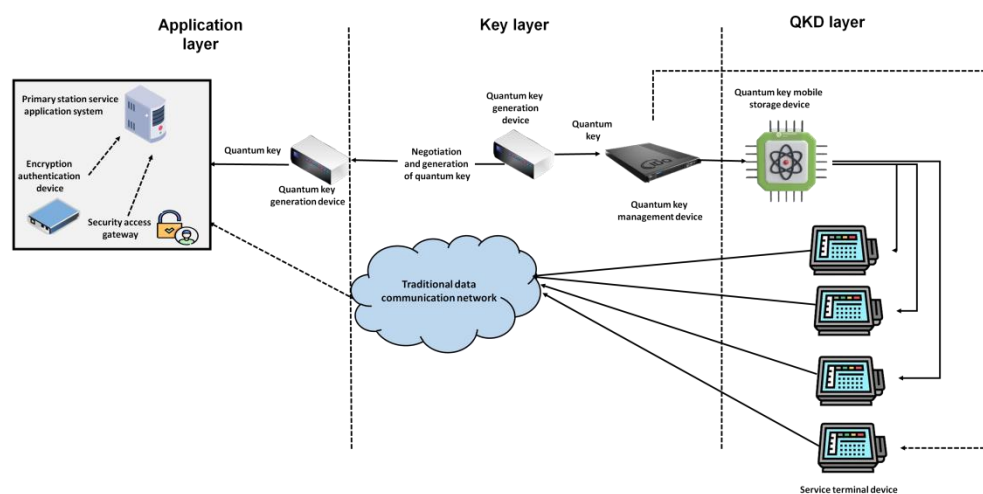 Application
layer
Key layer
QKD layer
Primary station service
application system
Encryption
authentication
device
Security access
gateway
Quantum key
Quantum key
generation device
Negotiation
and generation
of quantum key
Quantum key
generation
device
Quantum
key
Quantum key
management device
Quantum key mobile
storage device
Traditional data
communication network
Service terminal device